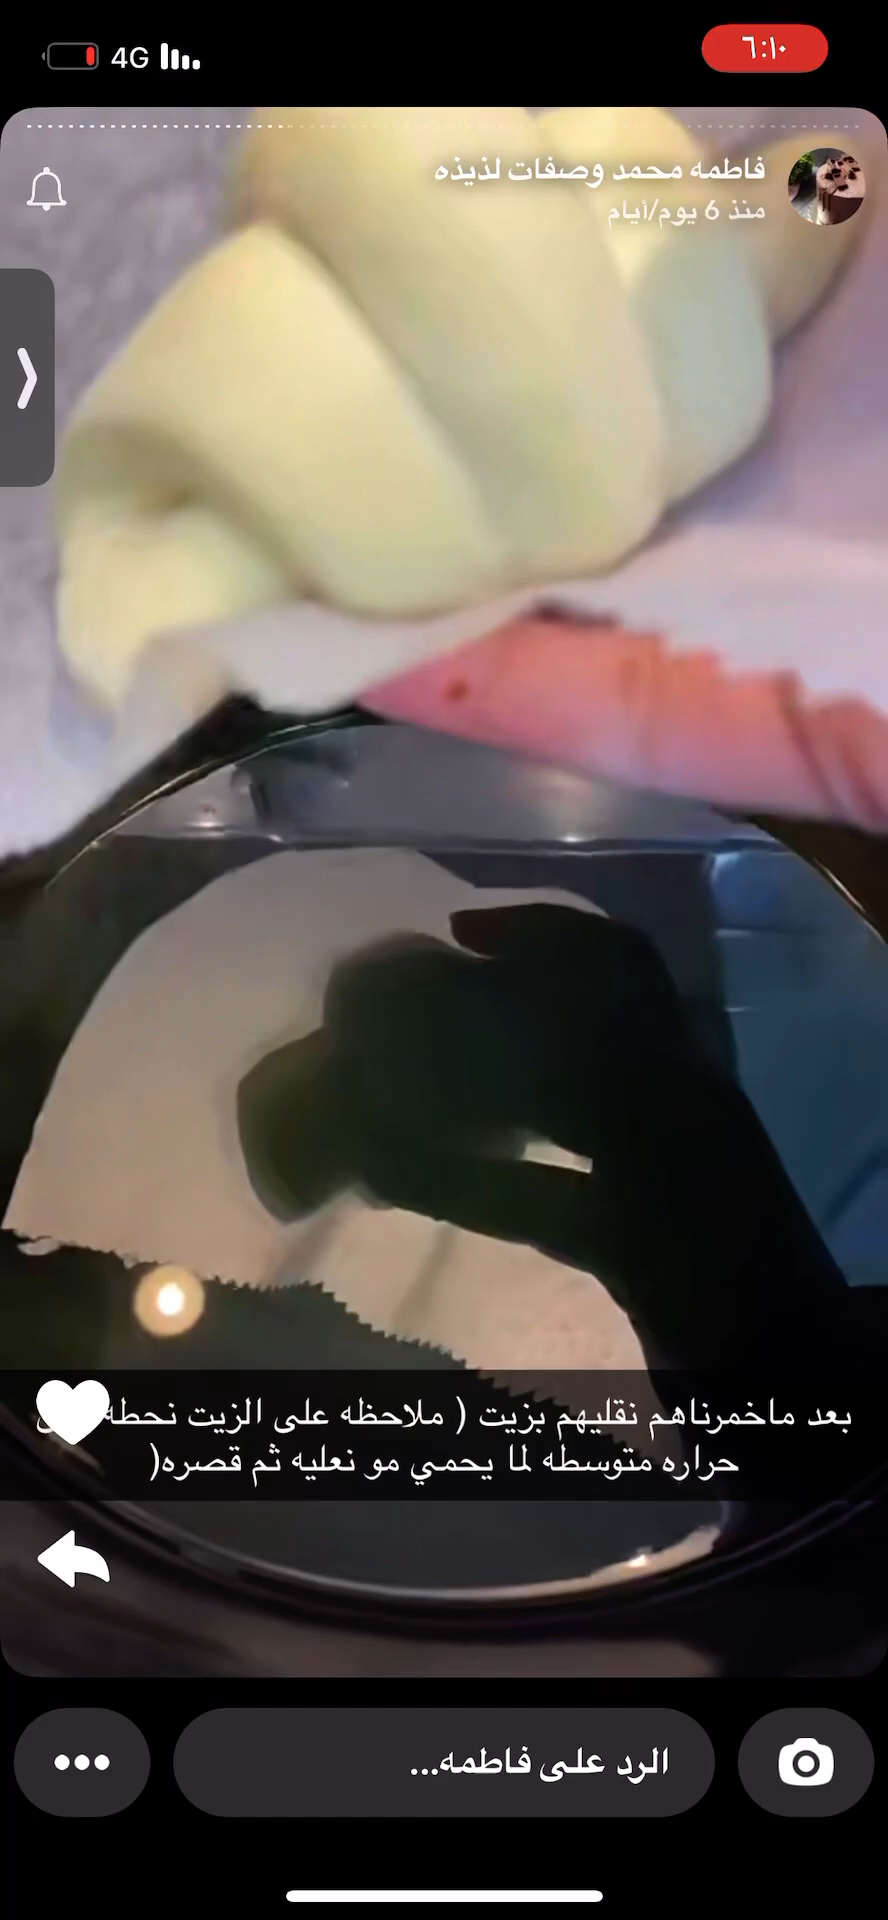 4G
٦:١٠
فاطمه محمد وصفات لذيذه
منذ 6 يوم/أيام
بعد ماخمرناهم نقليهم بزيت ( ملاحظه على الزيت نحطه
حراره متوسطه لما يحمي مو نعليه ثم قصره(
الرد على فاطمه...